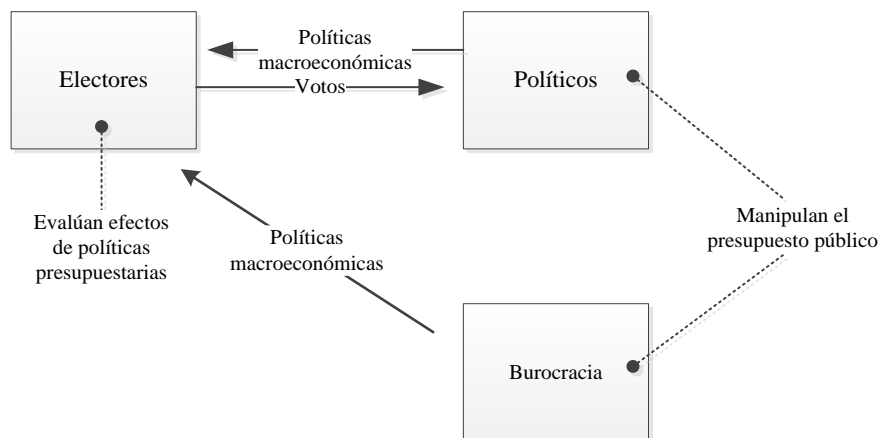 Electores
Políticas
macroeconómicas
Votos
Políticos
Evalúan efectos
de políticas
presupuestarias
Políticas
macroeconómicas
Manipulan el
presupuesto público
Burocracia